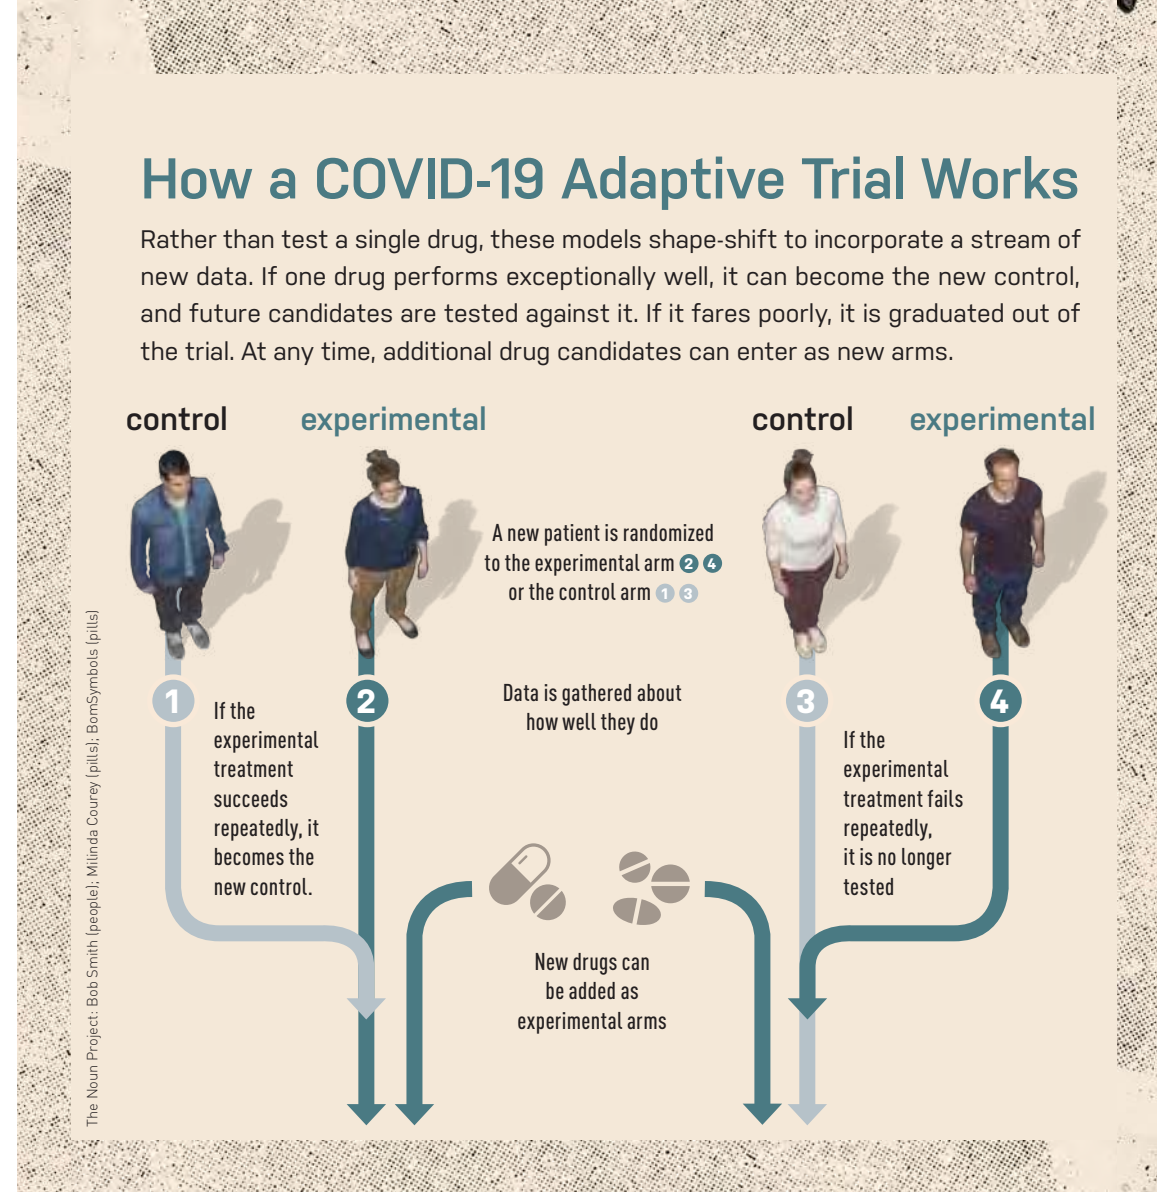 How a COVID-19 Adaptive Trial Works
Rather than test a single drug, these models shape-shift to incorporate a stream of
new data. If one drug performs exceptionally well, it can become the new control,
and future candidates are tested against it. If it fares poorly, it is graduated out of
the trial. At any time, additional drug candidates can enter as new arms.
control
experimental
control
experimental
A new patient is randomized
to the experimental arm 2 4
or the control arm 1 3
1
2
3
4
If the
experimental
treatment
succeeds
repeatedly, it
becomes the
new control.
Data is gathered about
how well they do
If the
experimental
treatment fails
repeatedly,
it is no longer
tested
New drugs can
be added as
experimental arms
The Noun Project: Bob Smith (people); Milinda Courey (pills); BomSymbols (pills)